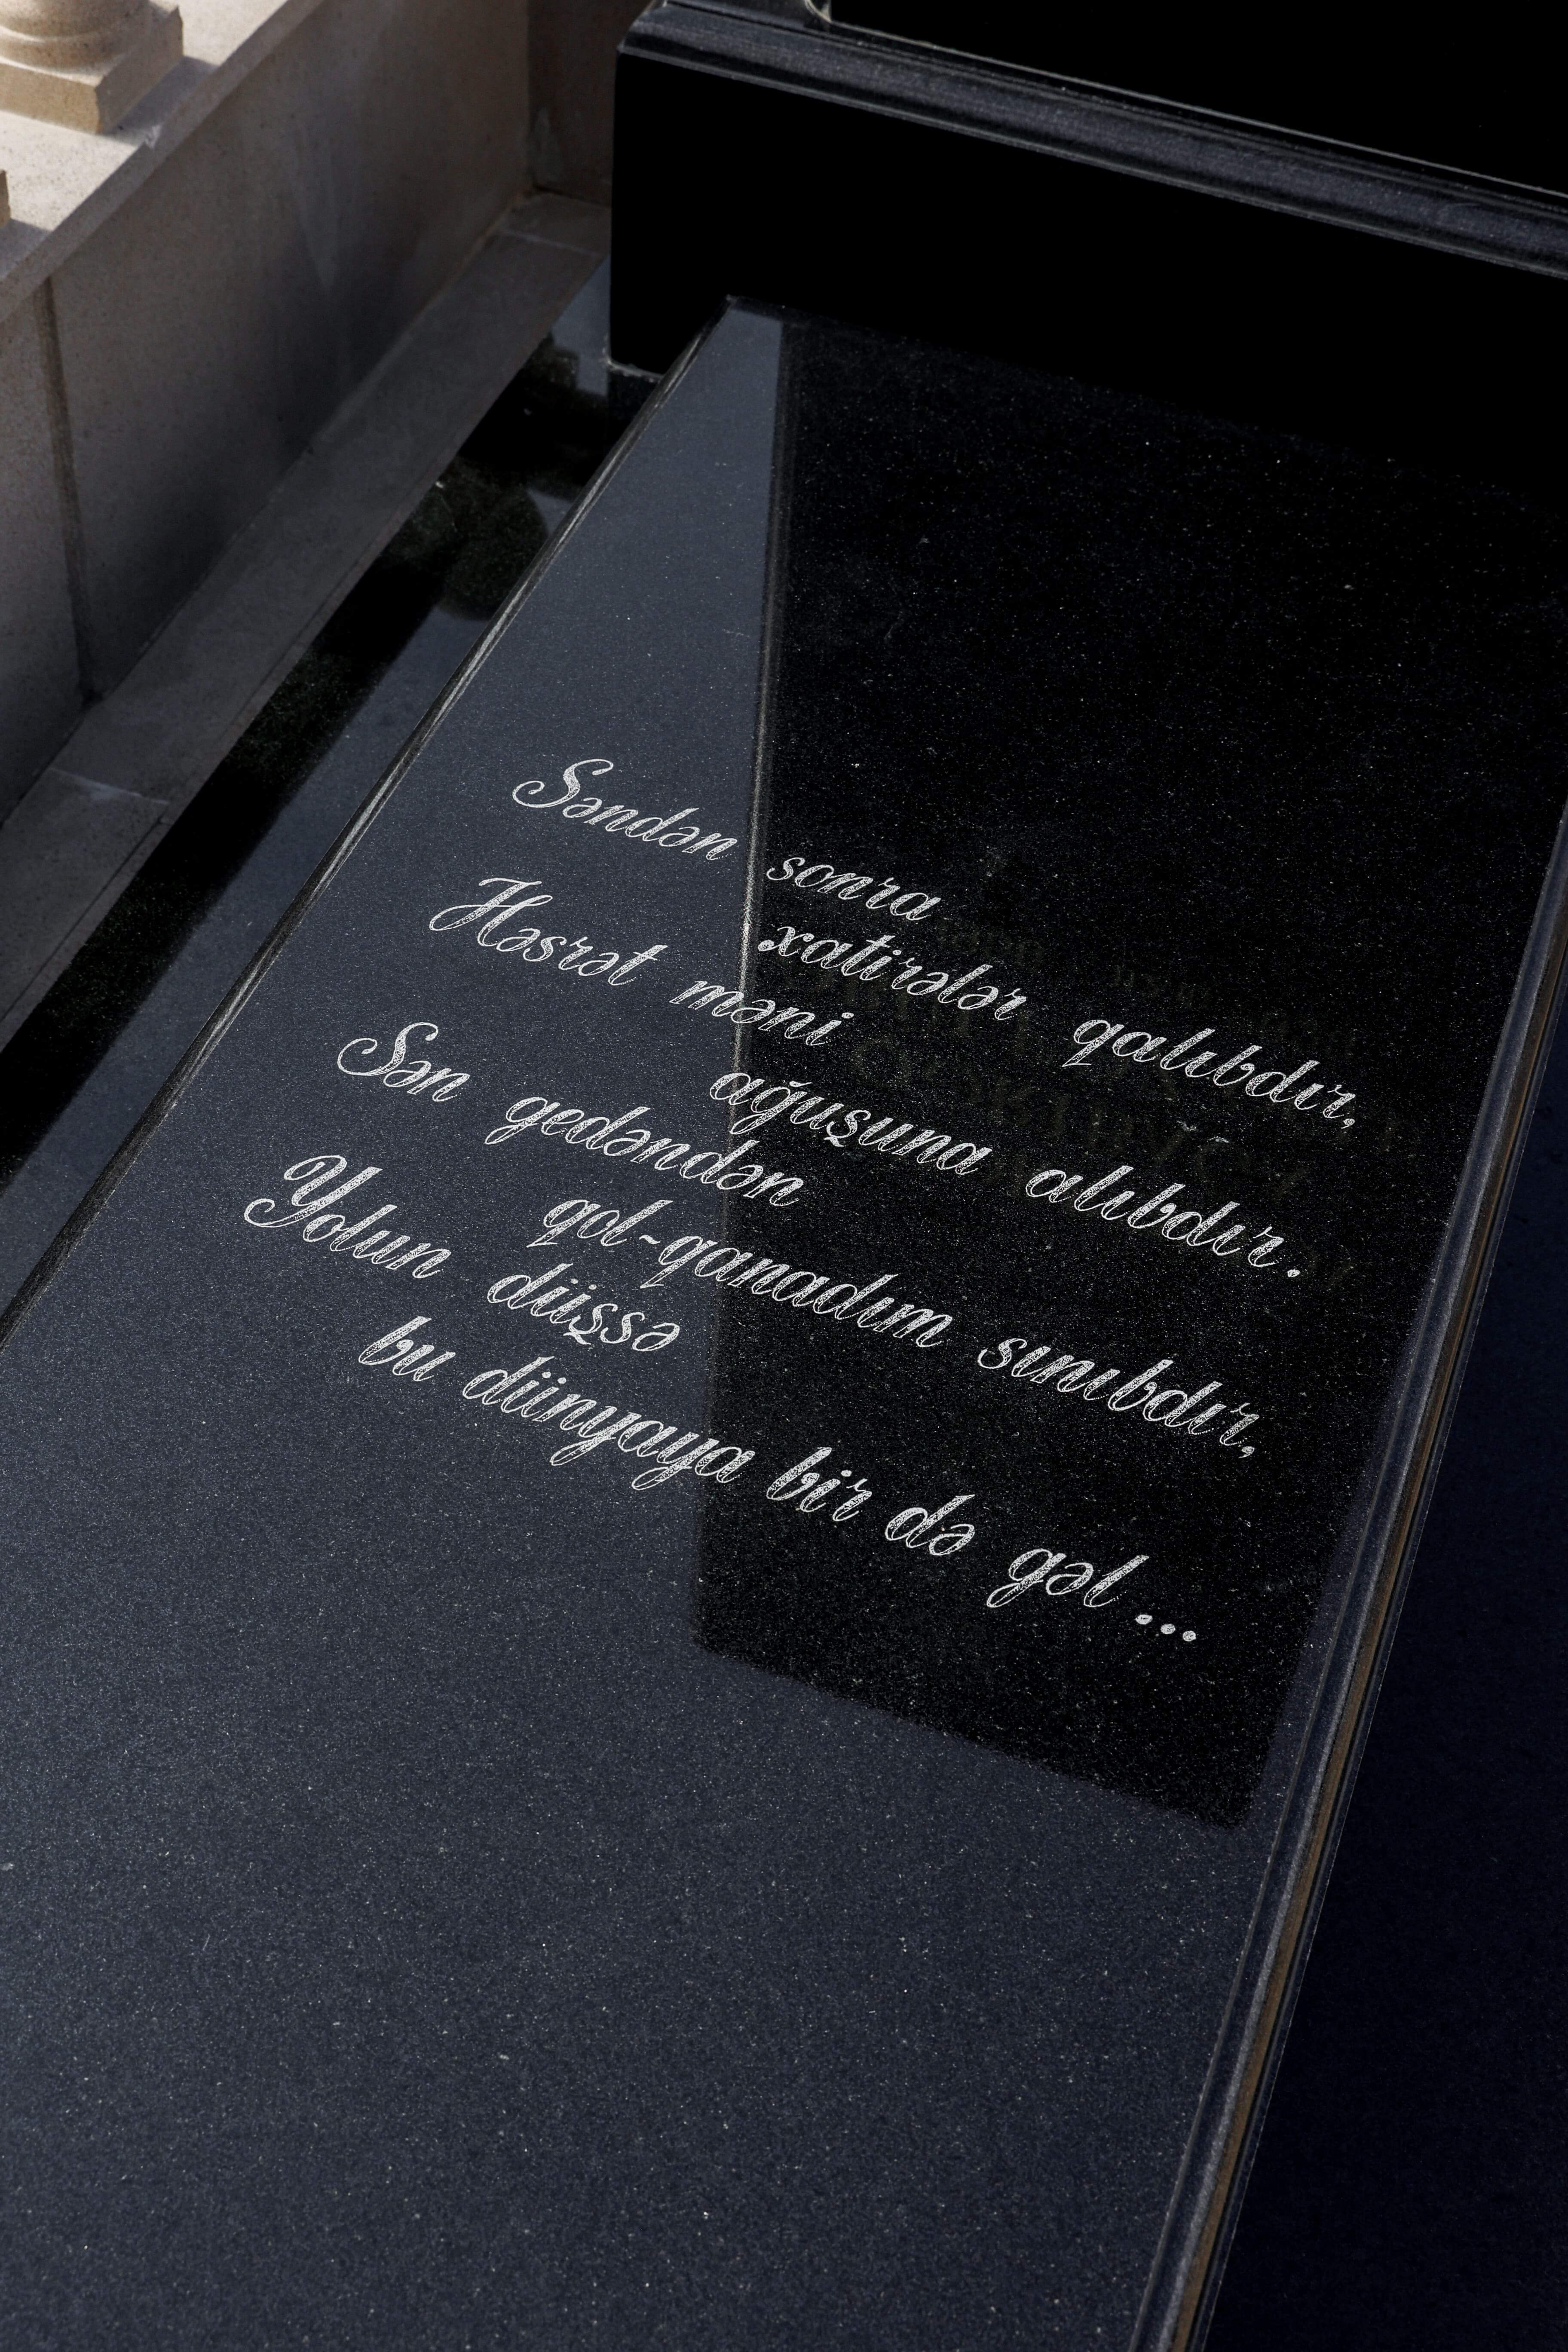 Səndən sonra
xatirələr qalıbdır,
Həsrət məni
ağuşuna alıbdır.
Sən gedəndən
qol-qanadım sınıbdır,
Yolun düşsə
bu dünyaya bir də gəl...